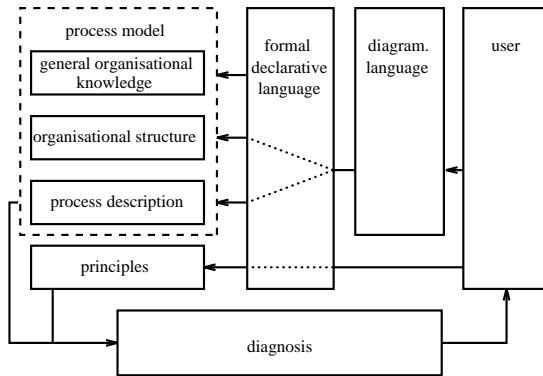 process model
general organisational
knowledge
organisational structure
process description
principles
formal
declarative
language
diagram.
language
user
diagnosis